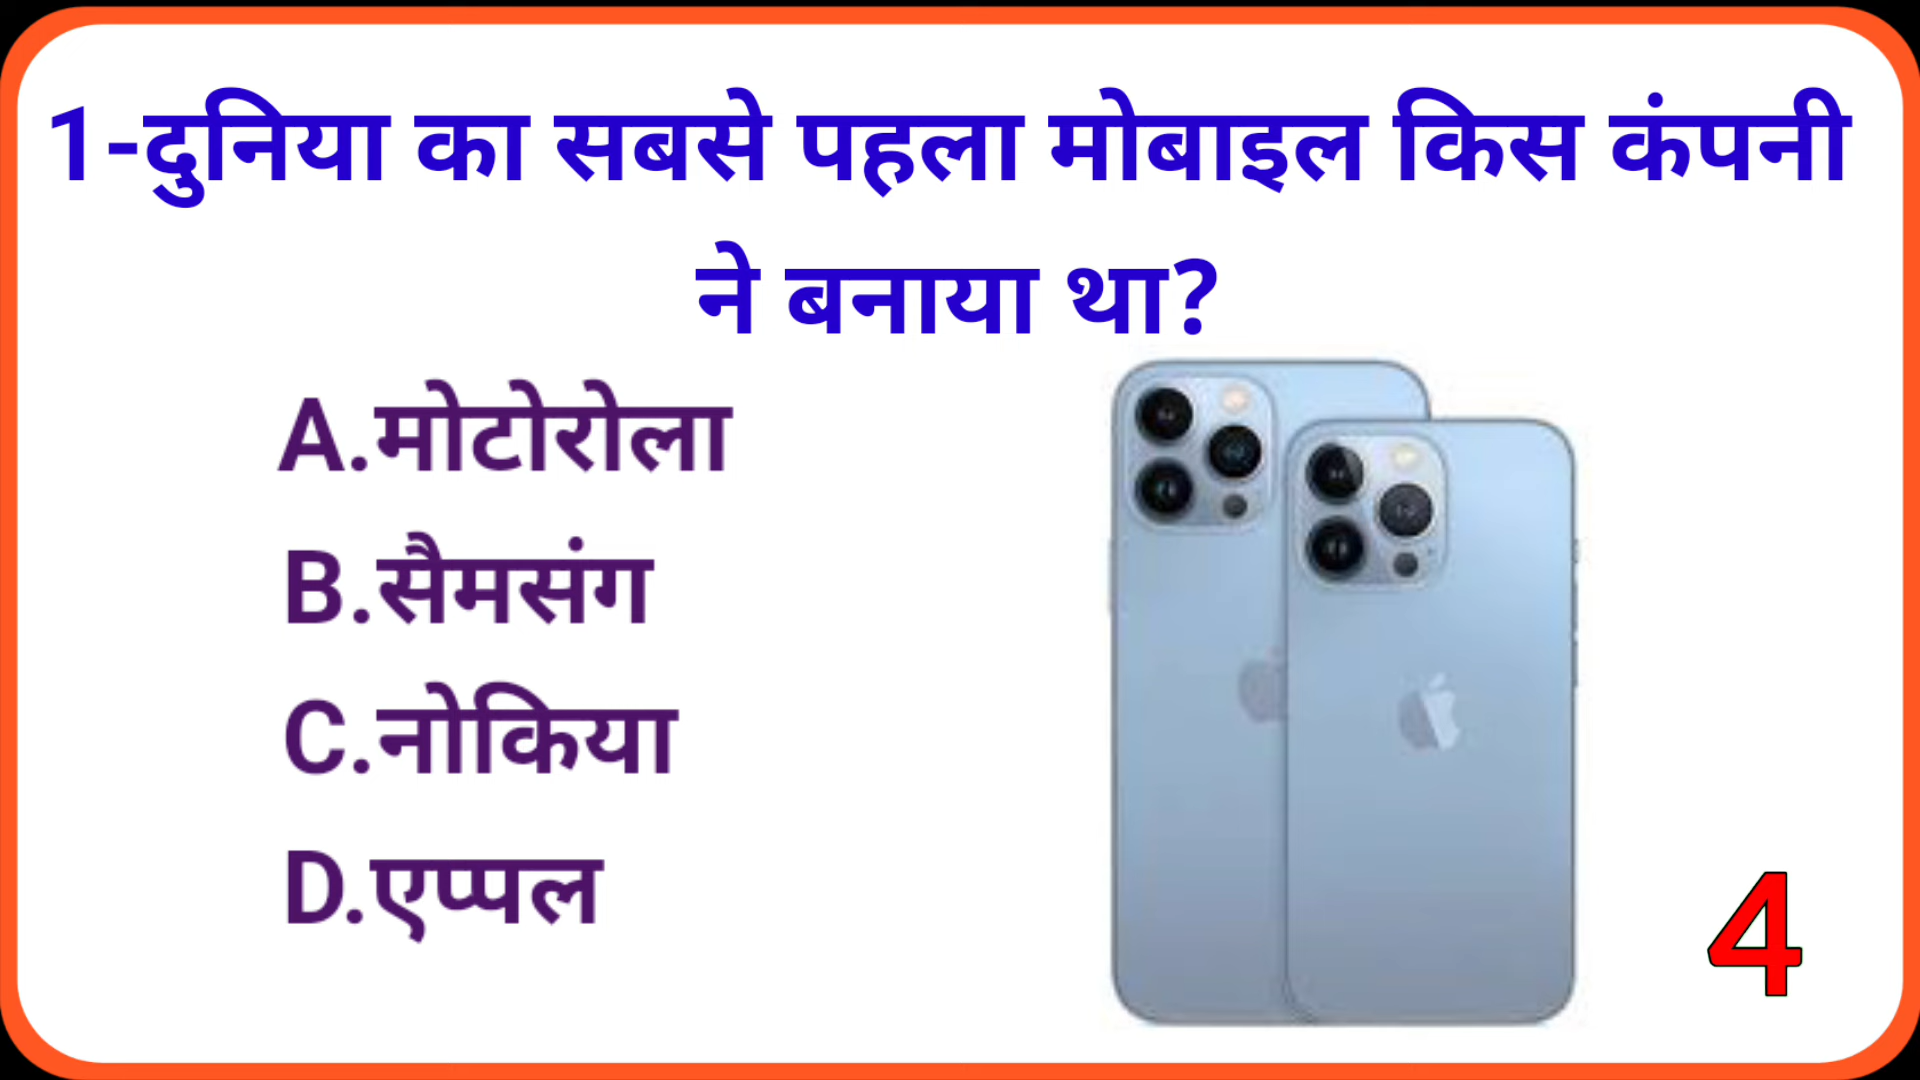 1-दुनिया का सबसे पहला मोबाइल किस कंपनी
ने बनाया था?
A.मोटोरोला
B.सैमसंग
C.नोकिया
D.एप्पल
4